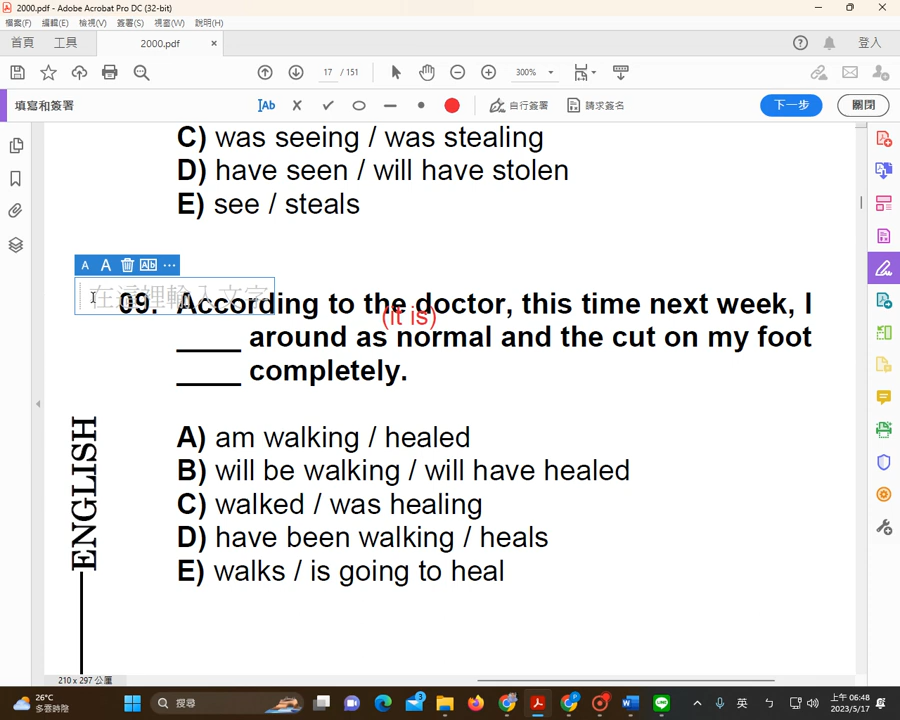 2000.pdf - Adobe Acrobat Pro DC (32-bit)
檔案(F) 編輯(E) 檢視(V) 簽署(S) 視窗(W) 說明(H)
首頁 工具 2000.pdf × 登入
17 / 151 300%
填寫和簽署 Ab 自行簽署 請求簽名 下一步 關閉
C) was seeing / was stealing
D) have seen / will have stolen
E) see / steals
A A Ab ...
在這裡輸入文字
09. According to the doctor, this time next week, I
(it is)
_____ around as normal and the cut on my foot
_____ completely.
A) am walking / healed
B) will be walking / will have healed
C) walked / was healing
D) have been walking / heals
E) walks / is going to heal
ENGLISH
210 x 297 公釐
26°C
多雲時陰
搜尋
3
英
ㄅ
上午 06:48
2023/5/17